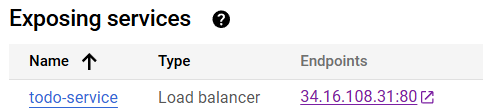 Exposing services ?
Name ↑ Type Endpoints
todo-service Load balancer 34.16.108.31:80